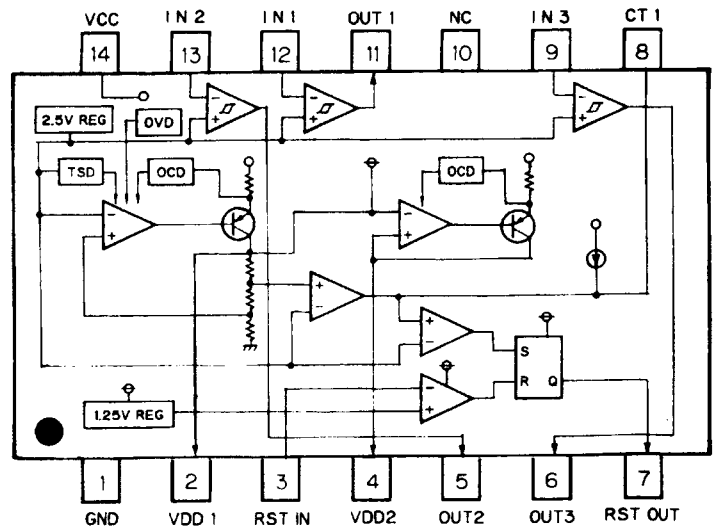 VCC IN 2 IN 1 OUT 1 NC IN 3 CT 1
14 13 12 11 10 9 8
2.5V REG OVD
TSD OCD OCD
- + - + - +
- + - +
+ -
+ -
- +
S
R Q
1.25V REG
1 2 3 4 5 6 7
GND VDD 1 RST IN VDD2 OUT2 OUT3 RST OUT